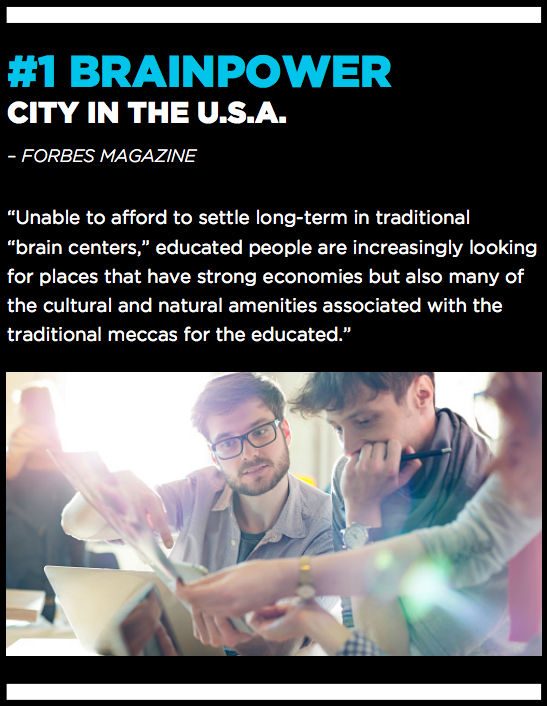 #1 BRAINPOWER
CITY IN THE U.S.A.
– FORBES MAGAZINE
“Unable to afford to settle long-term in traditional
“brain centers,” educated people are increasingly looking
for places that have strong economies but also many of
the cultural and natural amenities associated with the
traditional meccas for the educated.”